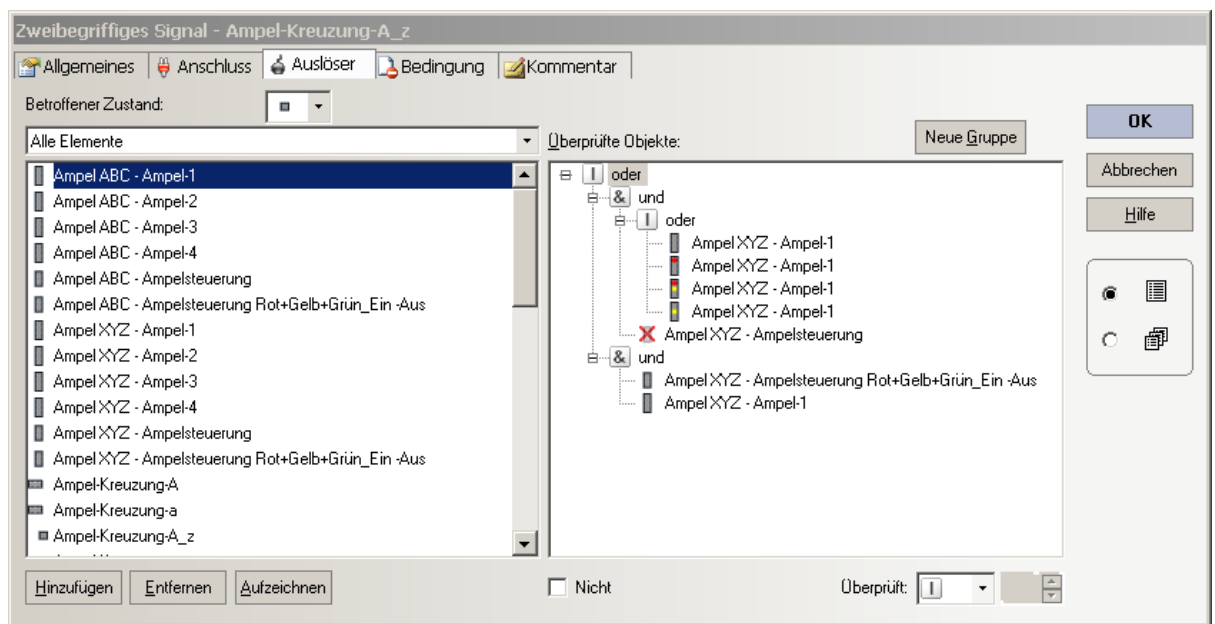 Zweibegriffiges Signal - Ampel-Kreuzung-A_z
Allgemeines
Anschluss
Auslöser
Bedingung
Kommentar
Betroffener Zustand:
Alle Elemente
Überprüfte Objekte:
Neue Gruppe
OK
Abbrechen
Hilfe
Ampel ABC - Ampel-1
Ampel ABC - Ampel-2
Ampel ABC - Ampel-3
Ampel ABC - Ampel-4
Ampel ABC - Ampelsteuerung
Ampel ABC - Ampelsteuerung Rot+Gelb+Grün_Ein -Aus
Ampel XYZ - Ampel-1
Ampel XYZ - Ampel-2
Ampel XYZ - Ampel-3
Ampel XYZ - Ampel-4
Ampel XYZ - Ampelsteuerung
Ampel XYZ - Ampelsteuerung Rot+Gelb+Grün_Ein -Aus
Ampel-Kreuzung-A
Ampel-Kreuzung-a
Ampel-Kreuzung-A_z
oder
& und
oder
Ampel XYZ - Ampel-1
Ampel XYZ - Ampel-1
Ampel XYZ - Ampel-1
Ampel XYZ - Ampel-1
Ampel XYZ - Ampelsteuerung
& und
Ampel XYZ - Ampelsteuerung Rot+Gelb+Grün_Ein -Aus
Ampel XYZ - Ampel-1
Hinzufügen
Entfernen
Aufzeichnen
Nicht
Überprüft: